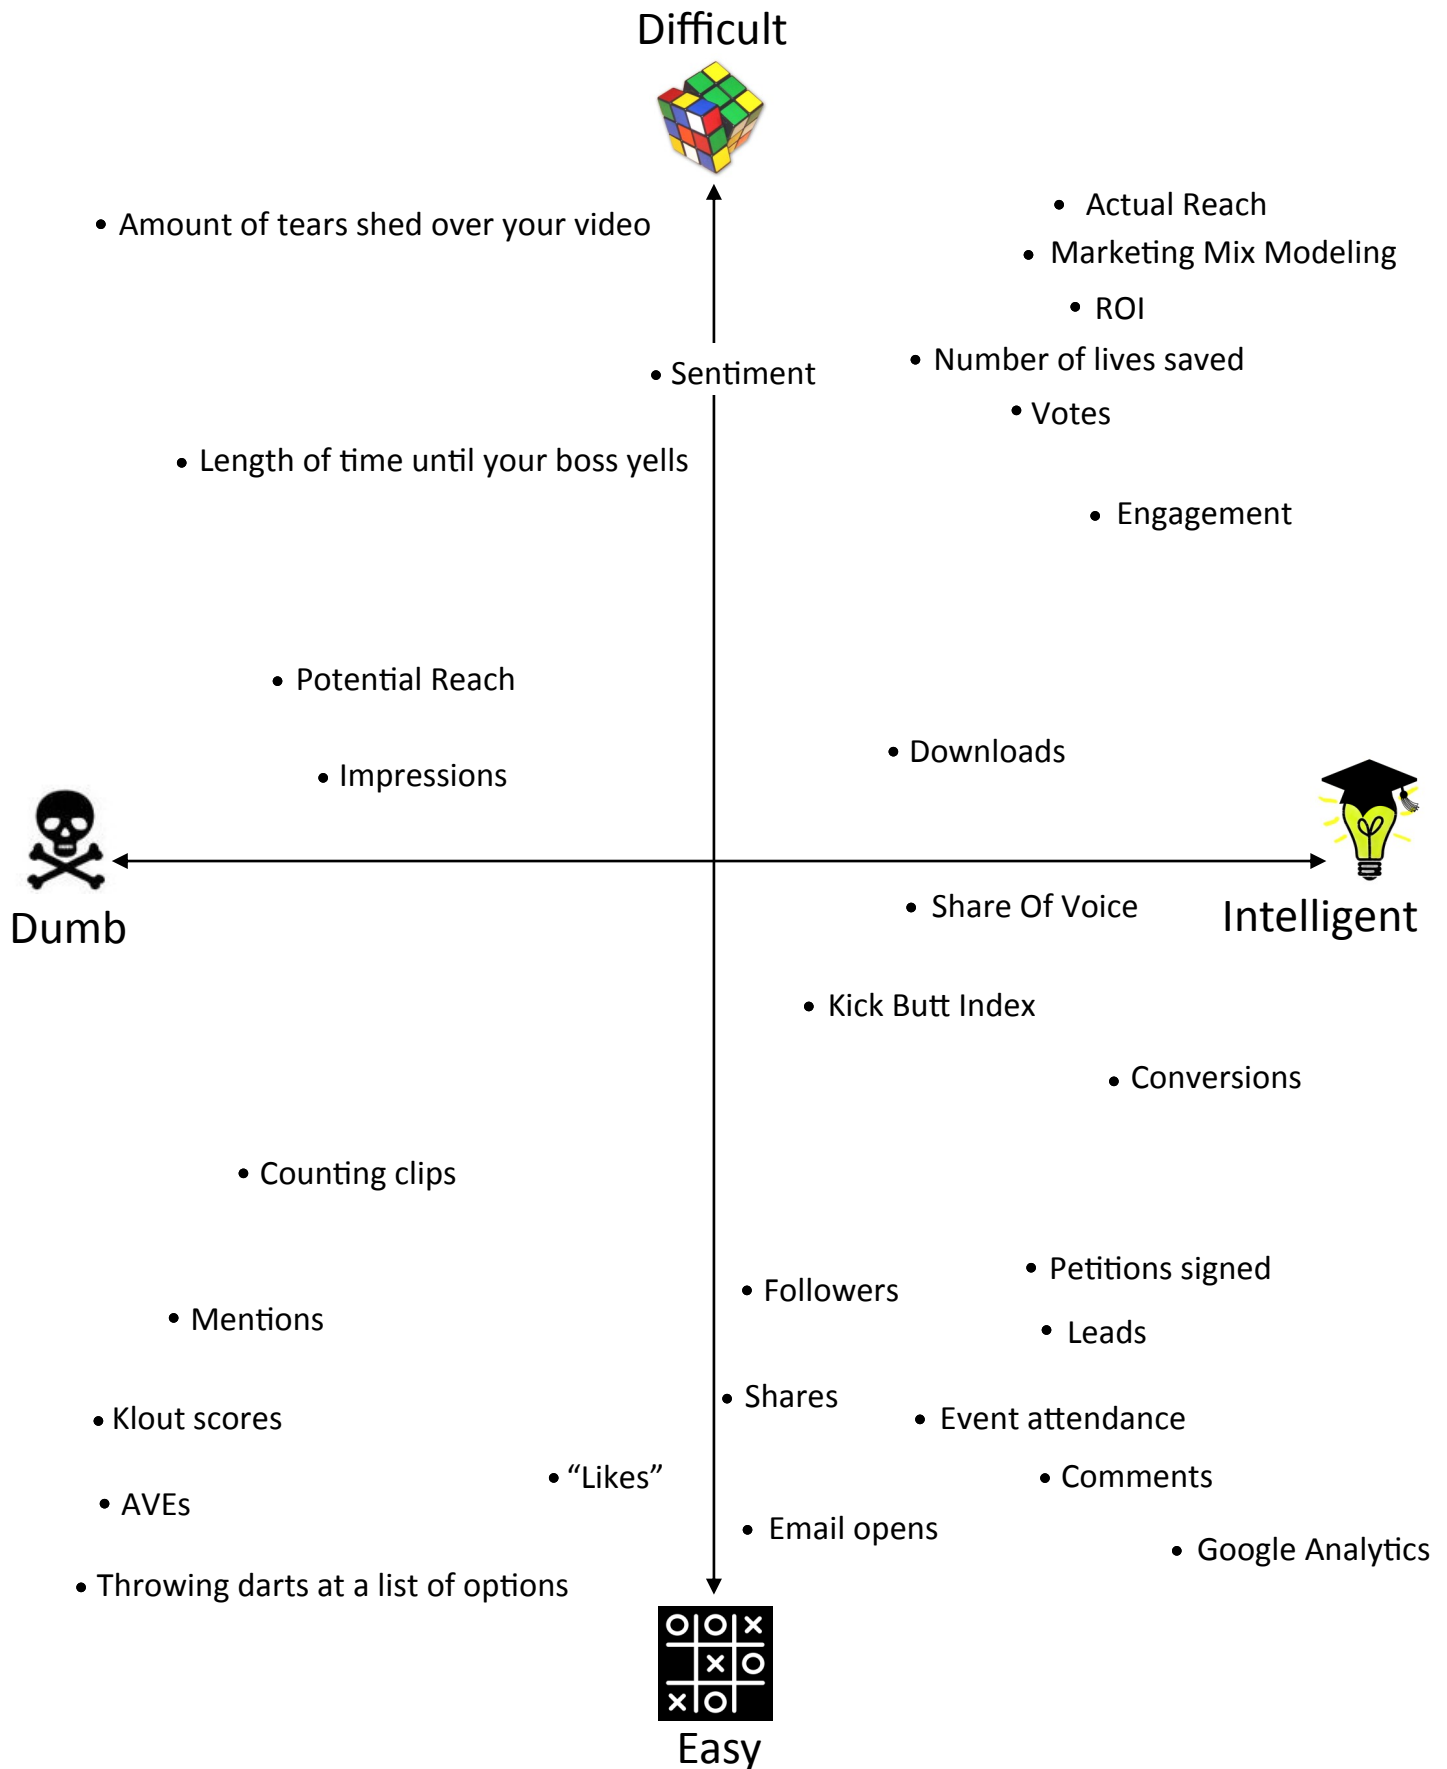 Difficult
Actual Reach
Amount of tears shed over your video
Marketing Mix Modeling
ROI
Number of lives saved
Sentiment
Votes
Length of time until your boss yells
Engagement
Potential Reach
Downloads
Impressions
Dumb
Share Of Voice
Intelligent
Kick Butt Index
Conversions
Counting clips
Petitions signed
Followers
Mentions
Leads
Shares
Klout scores
Event attendance
“Likes”
Comments
AVEs
Email opens
Google Analytics
Throwing darts at a list of options
O O X
X O
X O
Easy